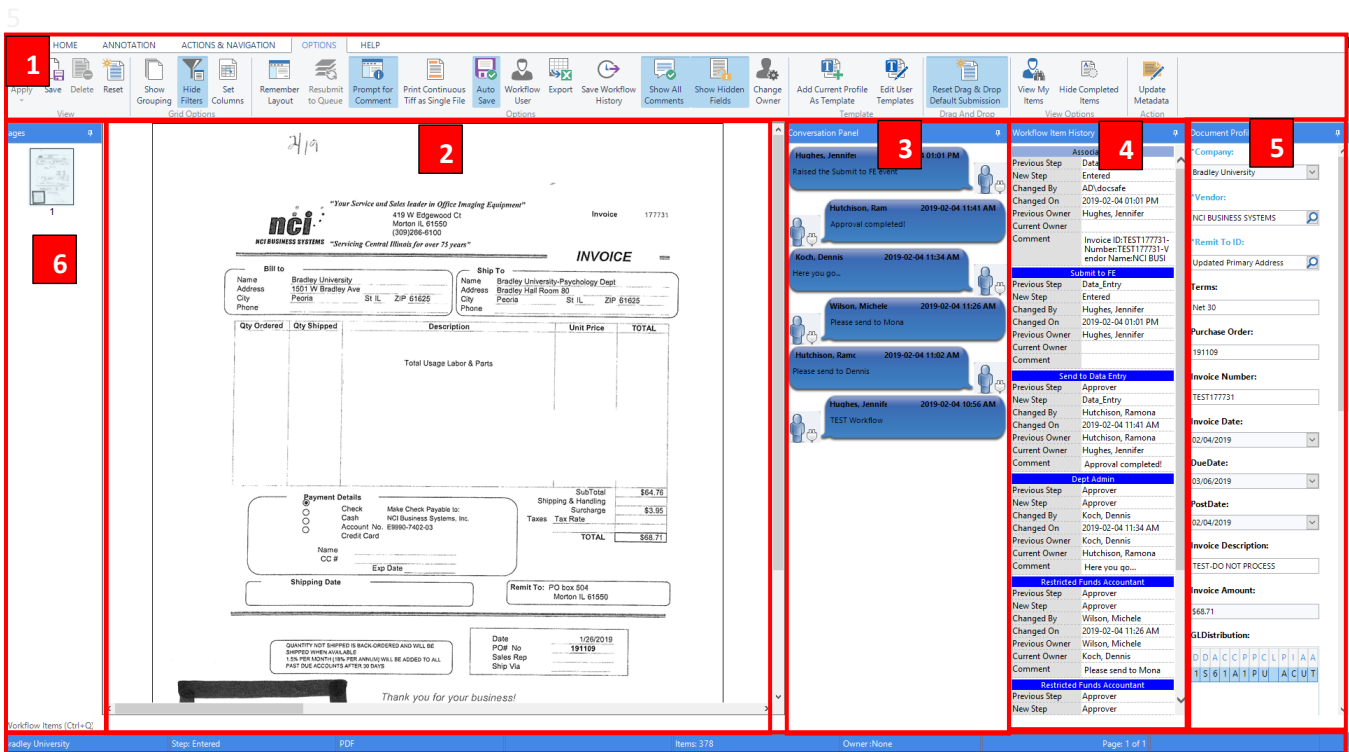 5
HOME ANNOTATION ACTIONS & NAVIGATION OPTIONS HELP
1
Apply Save Delete Reset
View
Show Grouping
Hide Filters
Set Columns
Grid Options
Remember Layout
Resubmit to Queue
Prompt for Comment
Print Continuous Tiff as Single File
Auto Save
Workflow User
Export
Save Workflow History
Show All Comments
Show Hidden Fields
Change Owner
Options
Add Current Profile As Template
Edit User Templates
Template
Reset Drag & Drop Default Submission
Drag And Drop
View My Items
Hide Completed Items
View Options
Update Metadata
Action
ages
1
6
2
2/19
nci
NCI BUSINESS SYSTEMS
"Your Service and Sales leader in Office Imaging Equipment"
419 W Edgewood Ct
Morton IL 61550
(309)266-6100
"Servicing Central Illinois for over 75 years"
Invoice 177731
INVOICE
Bill to
Name Bradley University
Address 1501 W Bradley Ave
City Peoria St IL ZIP 61625
Phone
Ship To
Name Bradley University-Psychology Dept
Address Bradley Hall Room 80
City Peoria St IL ZIP 61625
Phone
Qty Ordered Qty Shipped Description Unit Price TOTAL
Total Usage Labor & Parts
SubTotal $64.76
Shipping & Handling
Surcharge $3.95
Taxes Tax Rate
TOTAL $68.71
Payment Details
Check Make Check Payable to:
Cash NCI Business Systems, Inc.
Account No. E9990-7402-03
Credit Card
Name
CC #
Exp Date
Shipping Date
Remit To: PO box 504
Morton IL 61550
QUANTITY NOT SHIPPED IS BACK-ORDERED AND WILL BE
SHIPPED WHEN AVAILABLE
1.5% PER MONTH (18% PER ANNUM) WILL BE ADDED TO ALL
PAST DUE ACCOUNTS AFTER 30 DAYS
Date 1/26/2019
PO# No 191109
Sales Rep
Ship Via
Thank you for your business!
Conversation Panel
3
Hughes, Jennifer 4 01:01 PM
Raised the Submit to FE event
Hutchison, Ram 2019-02-04 11:41 AM
Approval completed!
Koch, Dennis 2019-02-04 11:34 AM
Here you go...
Wilson, Michele 2019-02-04 11:26 AM
Please send to Mona
Hutchison, Ramc 2019-02-04 11:02 AM
Please send to Dennis
Hughes, Jennife 2019-02-04 10:56 AM
TEST Workflow
Workflow Item History
4
Associa
Previous Step Data_
New Step Entered
Changed By AD\docsafe
Changed On 2019-02-04 01:01 PM
Previous Owner Hughes, Jennifer
Current Owner
Comment Invoice ID:TEST177731-
Number:TEST177731-V
endor Name:NCI BUSI
Submit to FE
Previous Step Data_Entry
New Step Entered
Changed By Hughes, Jennifer
Changed On 2019-02-04 01:01 PM
Previous Owner Hughes, Jennifer
Current Owner
Comment
Send to Data Entry
Previous Step Approver
New Step Data_Entry
Changed By Hutchison, Ramona
Changed On 2019-02-04 11:41 AM
Previous Owner Hutchison, Ramona
Current Owner Hughes, Jennifer
Comment Approval completed!
Dept Admin
Previous Step Approver
New Step Approver
Changed By Koch, Dennis
Changed On 2019-02-04 11:34 AM
Previous Owner Koch, Dennis
Current Owner Hutchison, Ramona
Comment Here you go...
Restricted Funds Accountant
Previous Step Approver
New Step Approver
Changed By Wilson, Michele
Changed On 2019-02-04 11:26 AM
Previous Owner Wilson, Michele
Current Owner Koch, Dennis
Comment Please send to Mona
Restricted Funds Accountant
Previous Step Approver
New Step Approver
Document Profil
5
*Company:
Bradley University
*Vendor:
NCI BUSINESS SYSTEMS
*Remit To ID:
Updated Primary Address
Terms:
Net 30
Purchase Order:
191109
Invoice Number:
TEST177731
Invoice Date:
02/04/2019
DueDate:
03/06/2019
PostDate:
02/04/2019
Invoice Description:
TEST-DO NOT PROCESS
Invoice Amount:
$68.71
GLDistribution:
D D A C C P P C L P I A A
1 S 6 1 A 1 P U A C U T
Workflow Items (Ctrl+Q)
radley University Step: Entered PDF Items: 378 Owner :None Page: 1 of 1